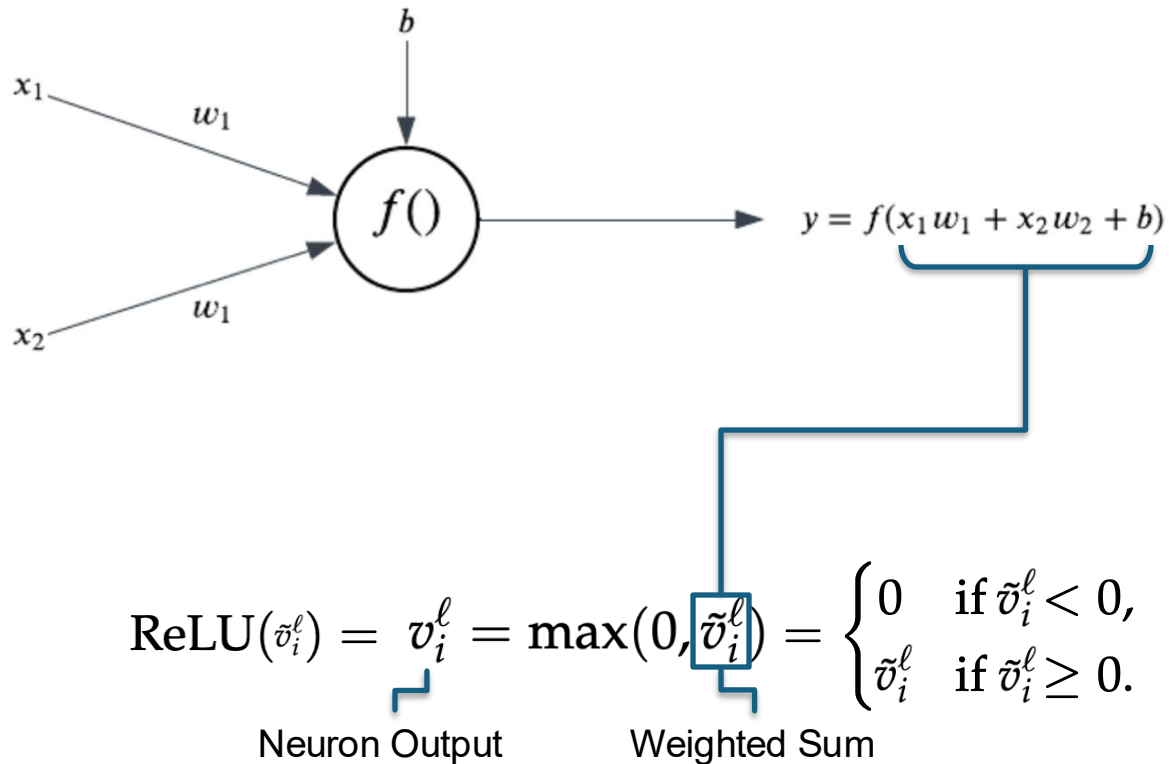 b
x₁
w₁
f()
y = f(x₁w₁ + x₂w₂ + b)
w₁
x₂
ReLU(ṽᵢˡ) = vᵢˡ = max(0, ṽᵢˡ) = { 0 if ṽᵢˡ < 0,
ṽᵢˡ if ṽᵢˡ ≥ 0.
Neuron Output
Weighted Sum